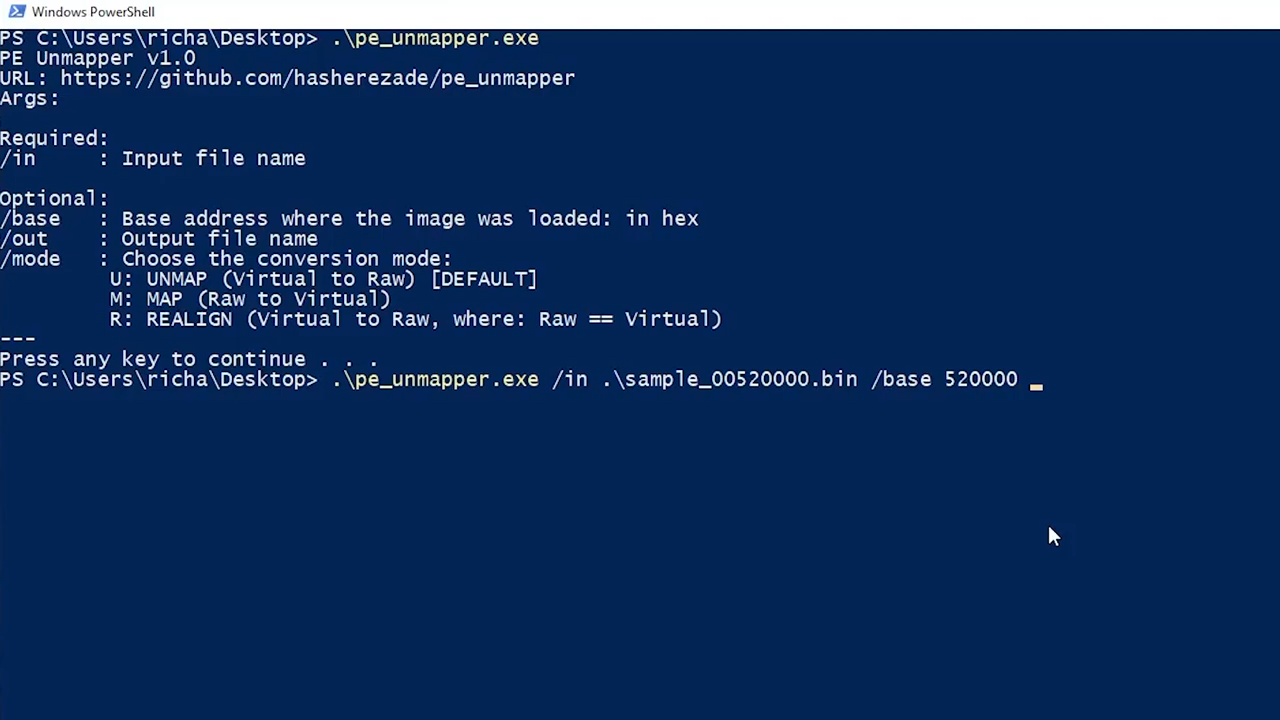 Windows PowerShell
PS C:\Users\richa\Desktop> .\pe_unmapper.exe
PE Unmapper v1.0
URL: https://github.com/hasherezade/pe_unmapper
Args:
Required:
/in     : Input file name
Optional:
/base   : Base address where the image was loaded: in hex
/out    : Output file name
/mode   : Choose the conversion mode:
         U: UNMAP (Virtual to Raw) [DEFAULT]
         M: MAP (Raw to Virtual)
         R: REALIGN (Virtual to Raw, where: Raw == Virtual)
---
Press any key to continue . . .
PS C:\Users\richa\Desktop> .\pe_unmapper.exe /in .\sample_00520000.bin /base 520000 _